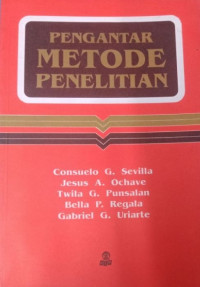 PENGANTAR
METODE
PENELITIAN
Consuelo G. Sevilla
Jesus A. Ochave
Twila G. Punsalan
Bella P. Regala
Gabriel G. Uriarte